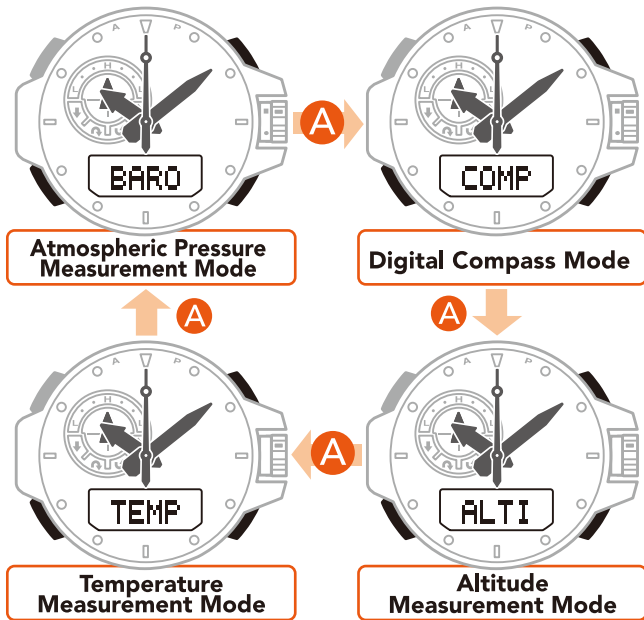 A P
H
BARO
A
A P
H
COMP
Atmospheric Pressure
Measurement Mode
Digital Compass Mode
A
A
A P
H
TEMP
A
A P
H
ALTI
Temperature
Measurement Mode
Altitude
Measurement Mode